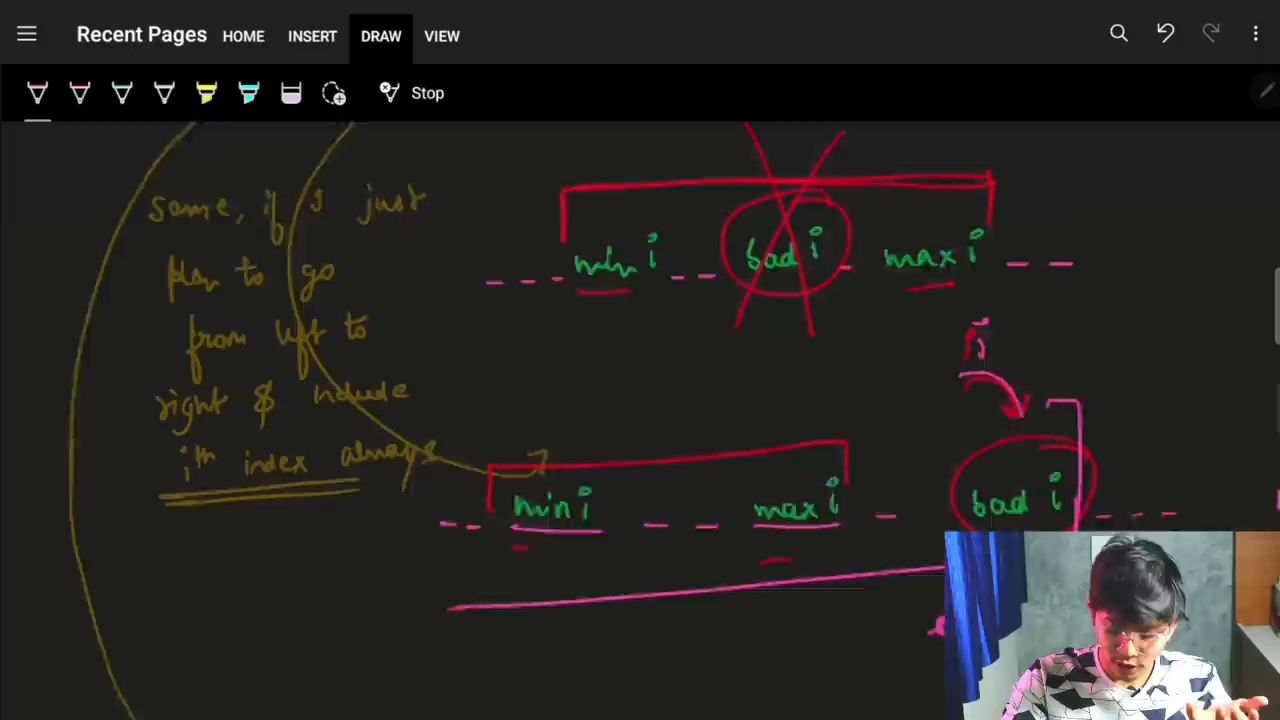 Recent Pages HOME INSERT DRAW VIEW
Stop
same, if I just
plan to go
from left to
right & include
ith index always
min i bad i max i
i
min i max i bad i